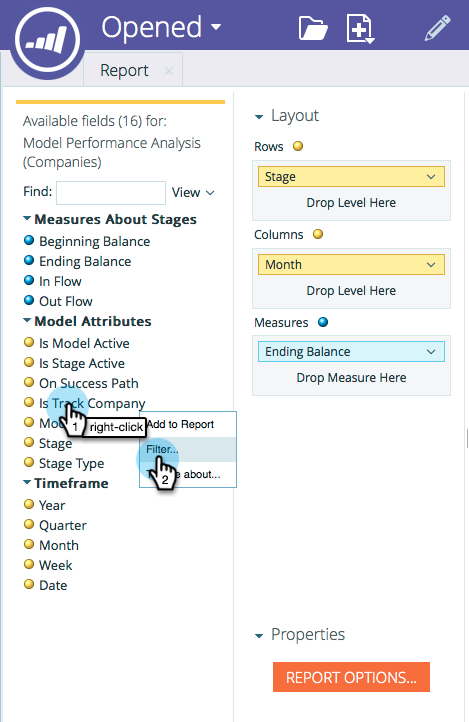 Opened
Report ×
Available fields (16) for:
Model Performance Analysis
(Companies)
Find: View
Measures About Stages
Beginning Balance
Ending Balance
In Flow
Out Flow
Model Attributes
Is Model Active
Is Stage Active
On Success Path
Is Track Company
1 right-click
Add to Report
Stage
Filter...
Stage Type
2
about...
Timeframe
Year
Quarter
Month
Week
Date
Layout
Rows
Stage
Drop Level Here
Columns
Month
Drop Level Here
Measures
Ending Balance
Drop Measure Here
Properties
REPORT OPTIONS...